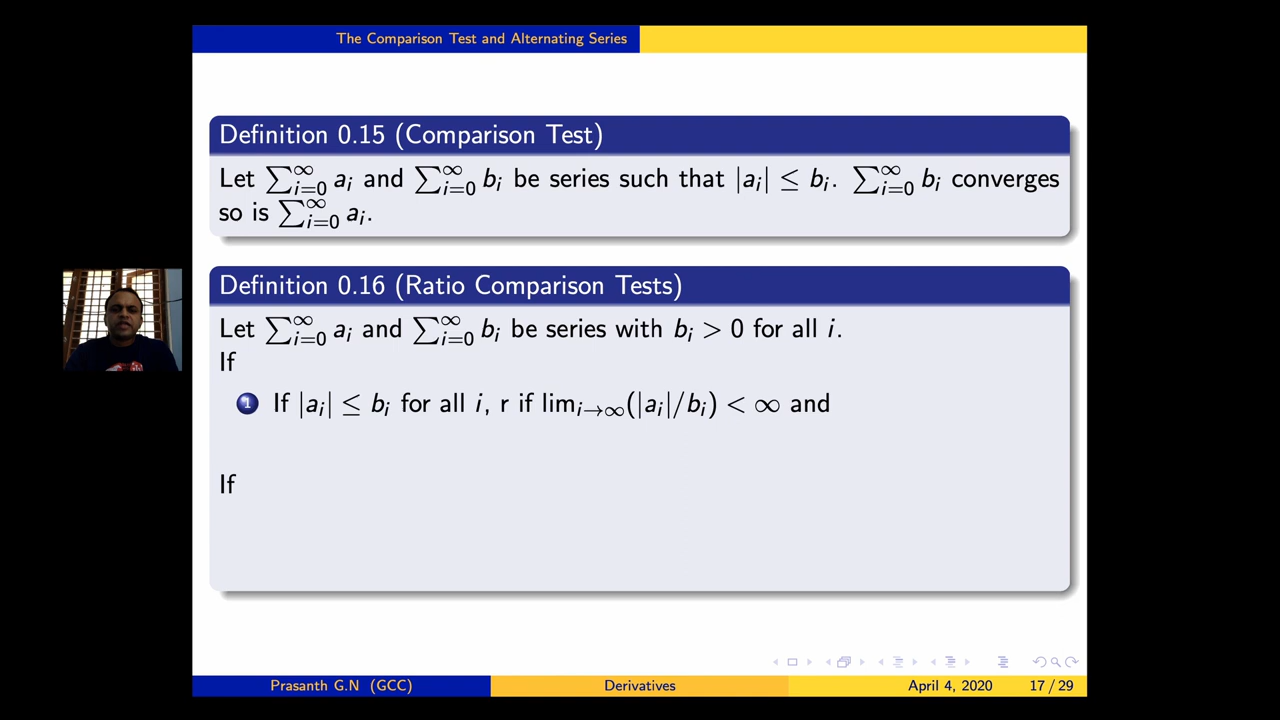 The Comparison Test and Alternating Series
Definition 0.15 (Comparison Test)
Let ∑_{i=0}^{∞} a_i and ∑_{i=0}^{∞} b_i be series such that |a_i| ≤ b_i. ∑_{i=0}^{∞} b_i converges
so is ∑_{i=0}^{∞} a_i.
Definition 0.16 (Ratio Comparison Tests)
Let ∑_{i=0}^{∞} a_i and ∑_{i=0}^{∞} b_i be series with b_i > 0 for all i.
If
1 If |a_i| ≤ b_i for all i, r if lim_{i→∞}(|a_i|/b_i) < ∞ and
If
Prasanth G.N (GCC) Derivatives April 4, 2020 17 / 29